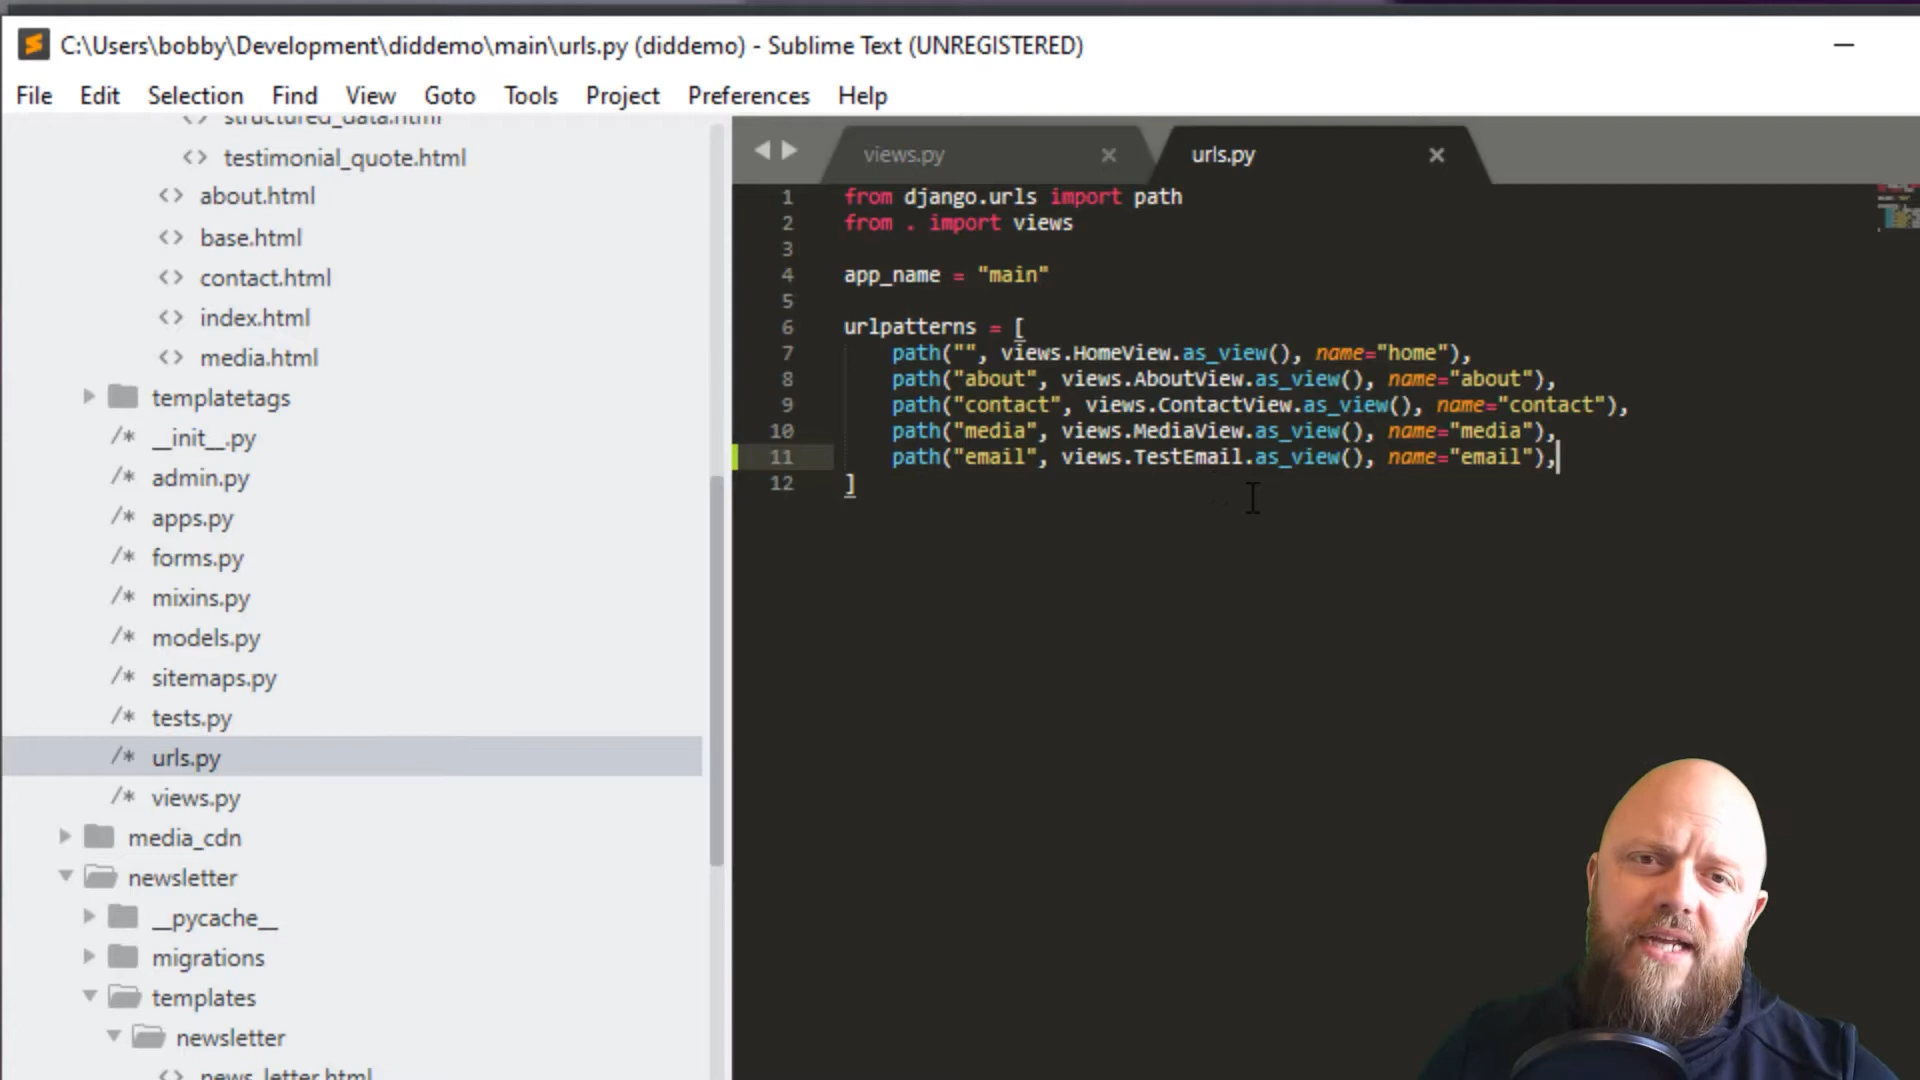 C:\Users\bobby\Development\diddemo\main\urls.py (diddemo) - Sublime Text (UNREGISTERED)
File Edit Selection Find View Goto Tools Project Preferences Help
structured_data.html
testimonial_quote.html
about.html
base.html
contact.html
index.html
media.html
templatetags
/* __init__.py
/* admin.py
/* apps.py
/* forms.py
/* mixins.py
/* models.py
/* sitemaps.py
/* tests.py
/* urls.py
/* views.py
media_cdn
newsletter
__pycache__
migrations
templates
newsletter
news_letter.html
views.py urls.py
1 from django.urls import path
2 from . import views
3
4 app_name = "main"
5
6 urlpatterns = [
7 path("", views.HomeView.as_view(), name="home"),
8 path("about", views.AboutView.as_view(), name="about"),
9 path("contact", views.ContactView.as_view(), name="contact"),
10 path("media", views.MediaView.as_view(), name="media"),
11 path("email", views.TestEmail.as_view(), name="email"),
12 ]